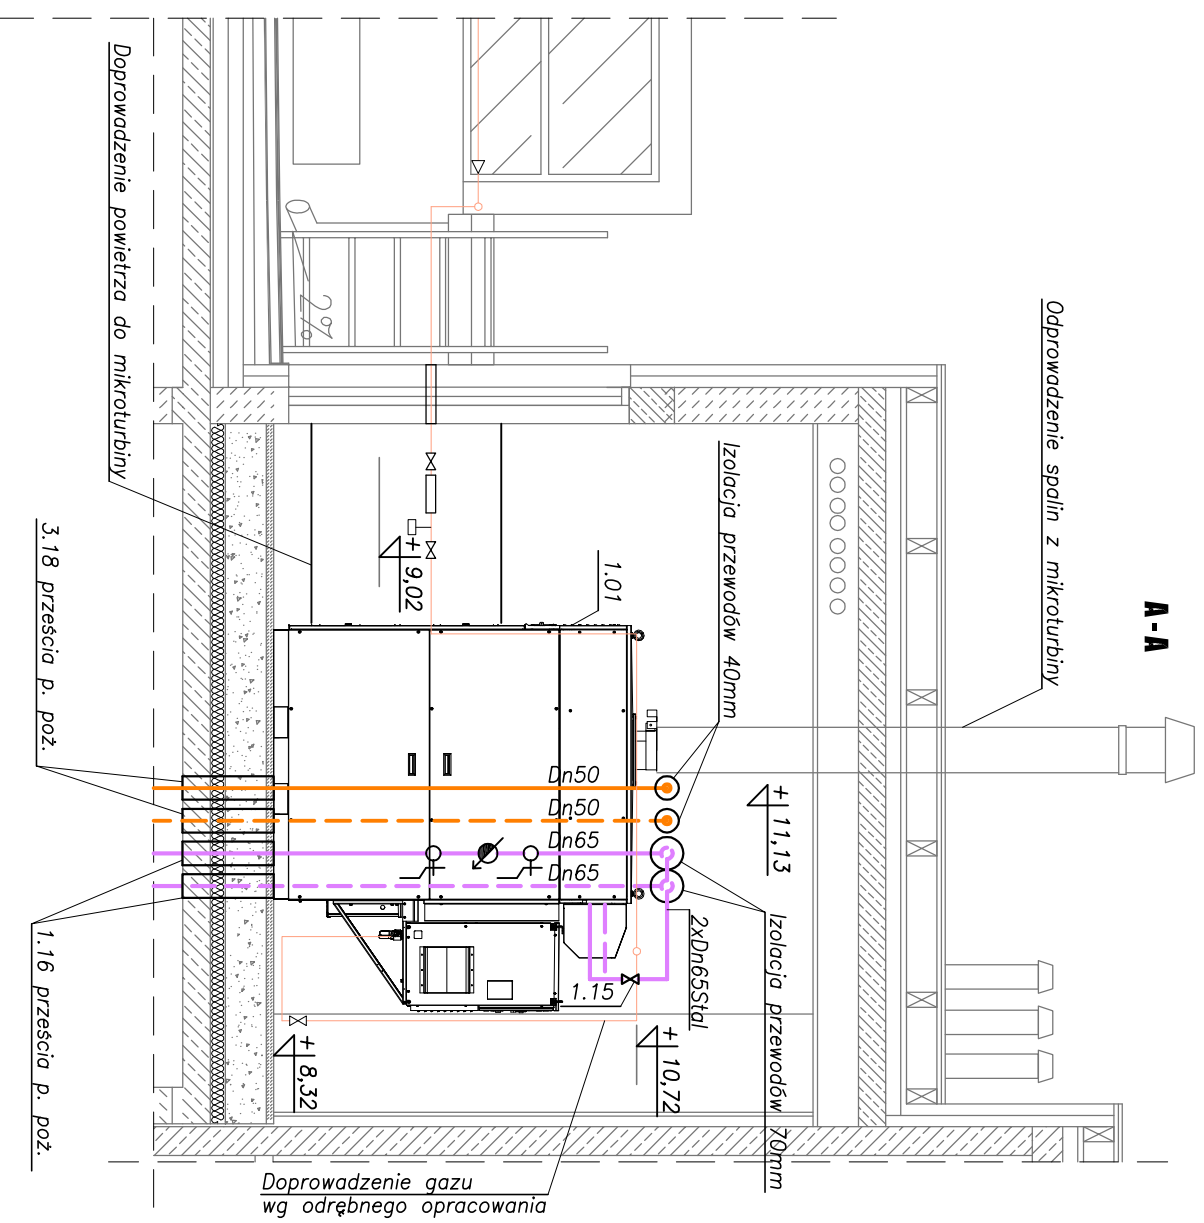 A-A
Odprowadzenie spalin z mikroturbiny
Doprowadzenie powietrza do mikroturbiny
Izolacja przewodów 40mm
2%
+ 9,02
1.01
3.18 prześcia p. poż.
1.16 prześcia p. poż.
Dn50
Dn50
Dn65
Dn65
+ 11,13
Izolacja przewodów 70mm
2xDn65Stal
1.15
+ 10,72
+ 8,32
Doprowadzenie gazu
wg odrębnego opracowania